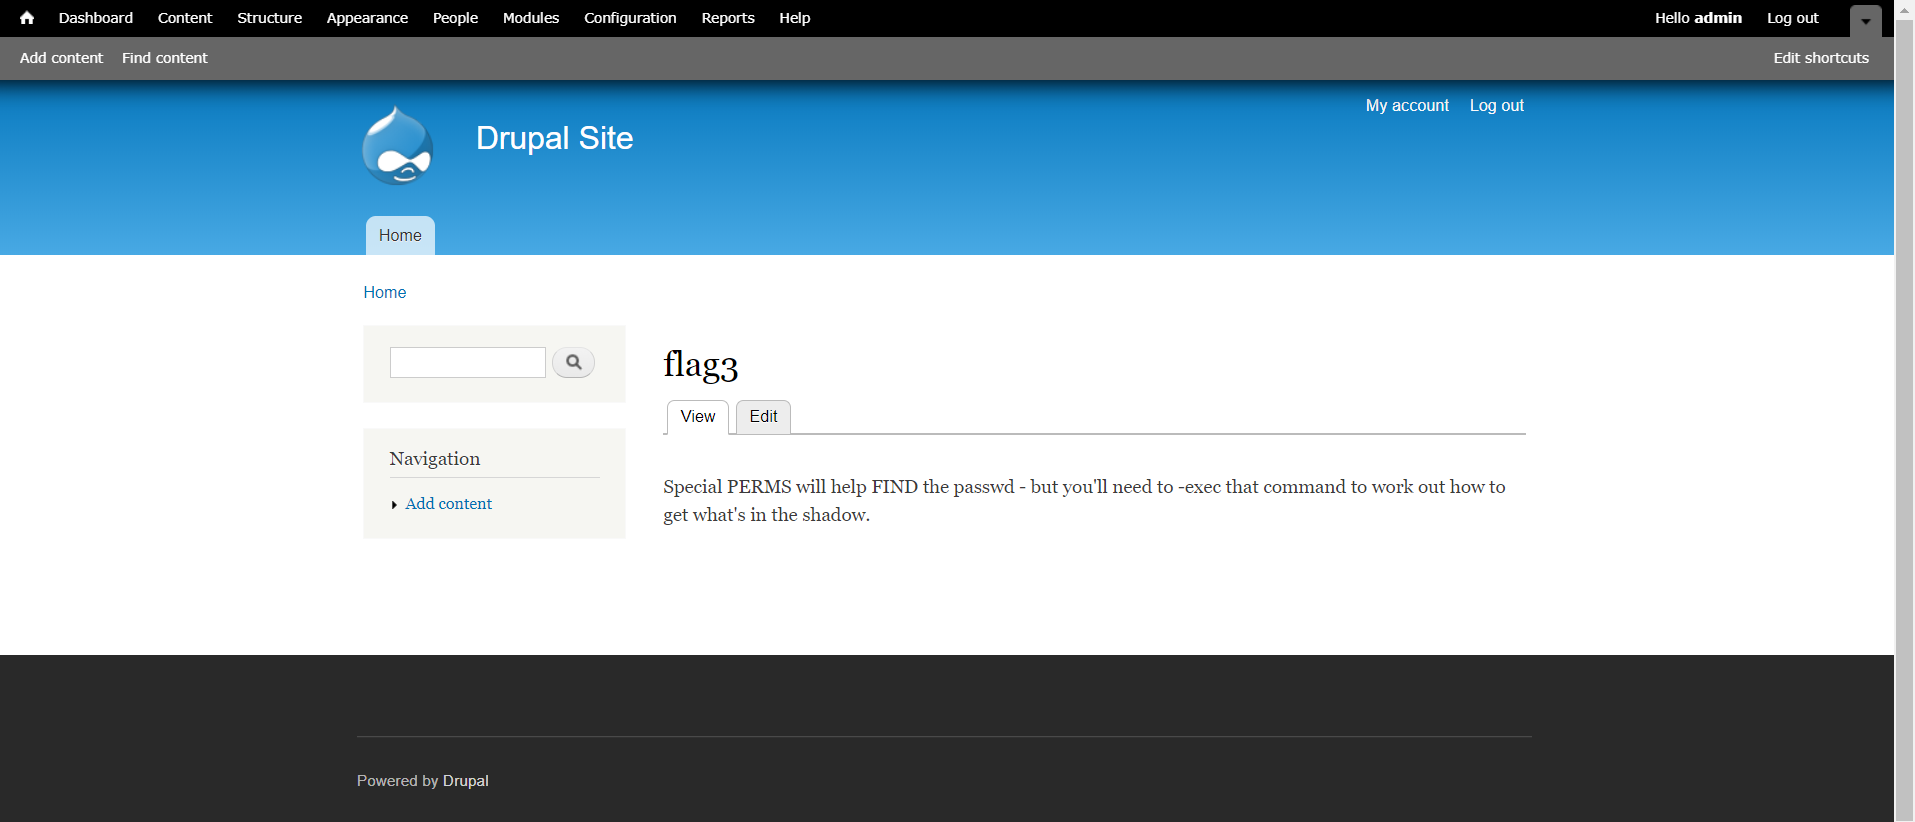 Dashboard Content Structure Appearance People Modules Configuration Reports Help Hello admin Log out
Add content Find content Edit shortcuts
My account Log out
Drupal Site
Home
Home
flag3
View Edit
Navigation
Add content
Special PERMS will help FIND the passwd - but you'll need to -exec that command to work out how to
get what's in the shadow.
Powered by Drupal